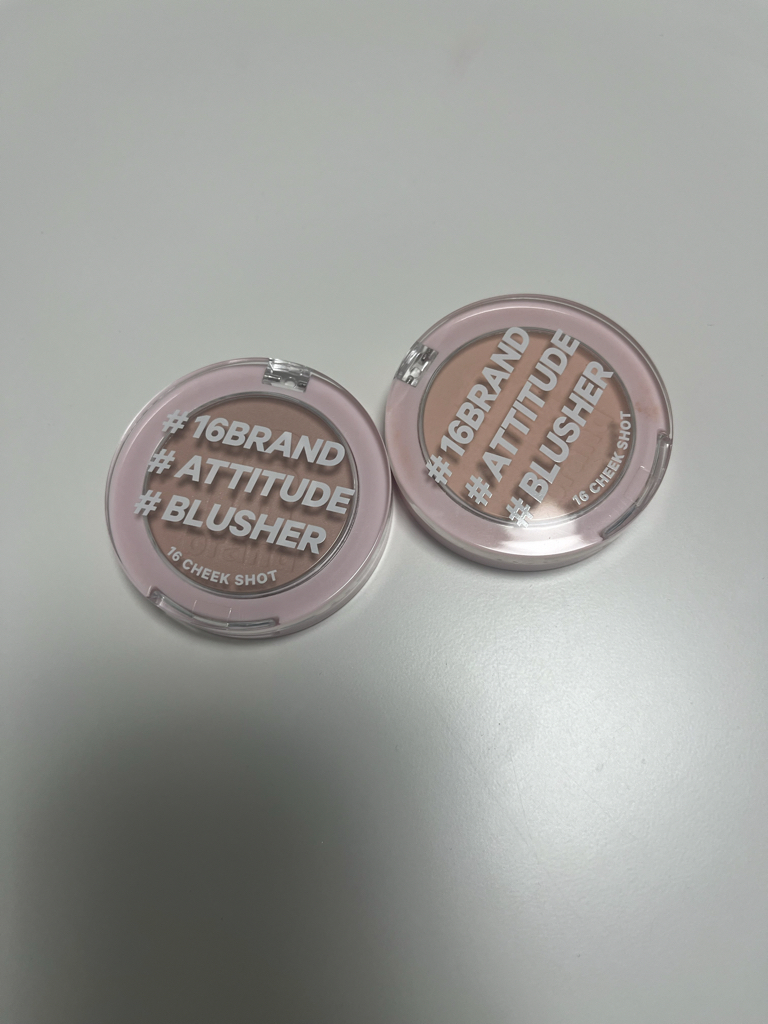 # 16BRAND
# ATTITUDE
# BLUSHER
16 CHEEK SHOT
# 16BRAND
# ATTITUDE
# BLUSHER
16 CHEEK SHOT